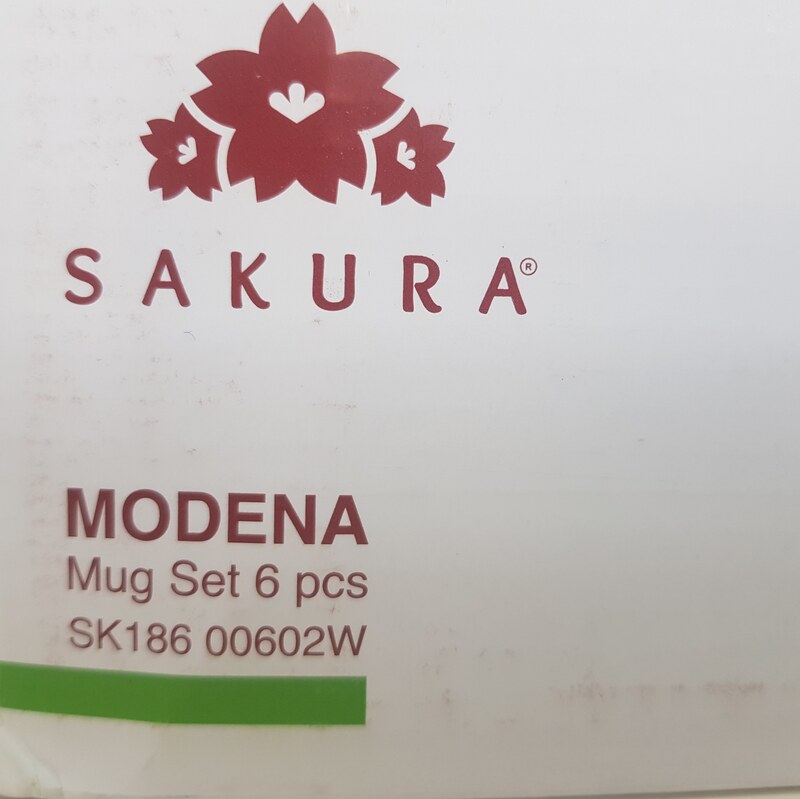 SAKURA®
MODENA
Mug Set 6 pcs
SK186 00602W